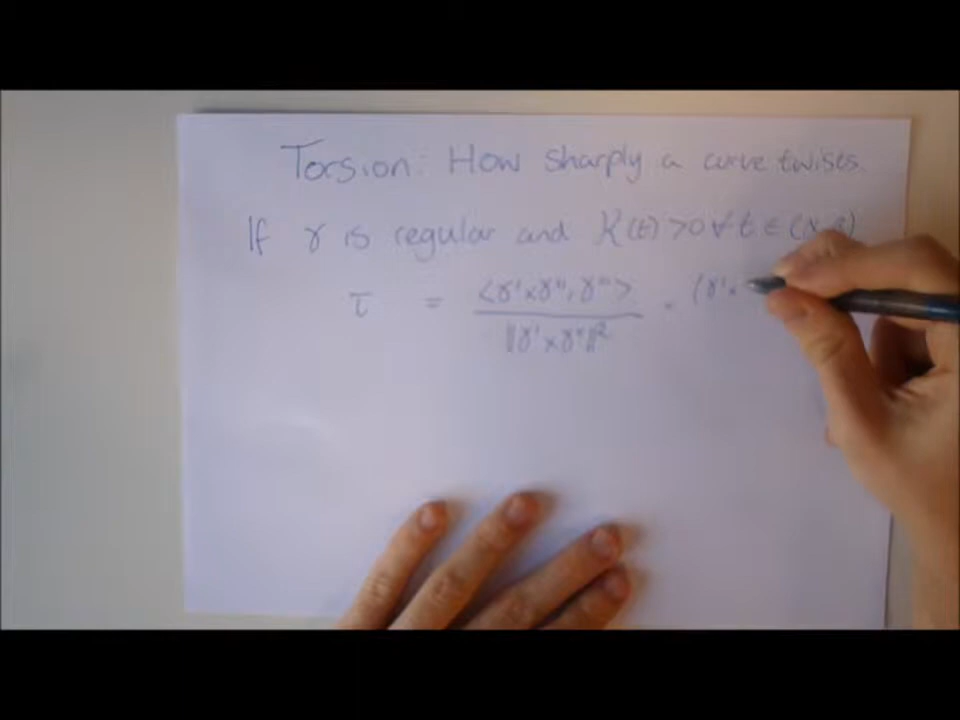 Torsion: How sharply a curve twists.
If γ is regular and K(t) > 0 ∀ t ∈ (α,
τ = <γ' × γ'', γ'''> / ‖γ' × γ''‖² = (γ' ×